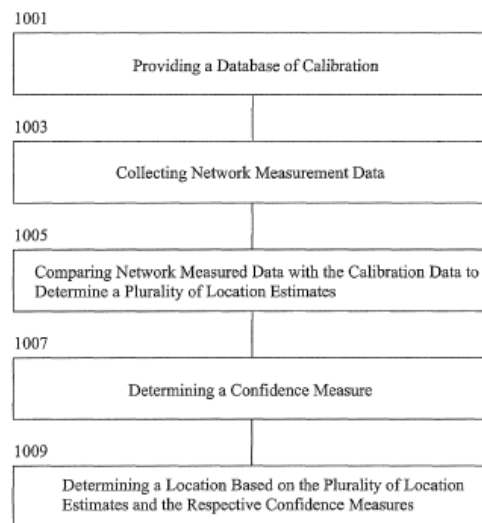 1001
Providing a Database of Calibration
1003
Collecting Network Measurement Data
1005
Comparing Network Measured Data with the Calibration Data to
Determine a Plurality of Location Estimates
1007
Determining a Confidence Measure
1009
Determining a Location Based on the Plurality of Location
Estimates and the Respective Confidence Measures